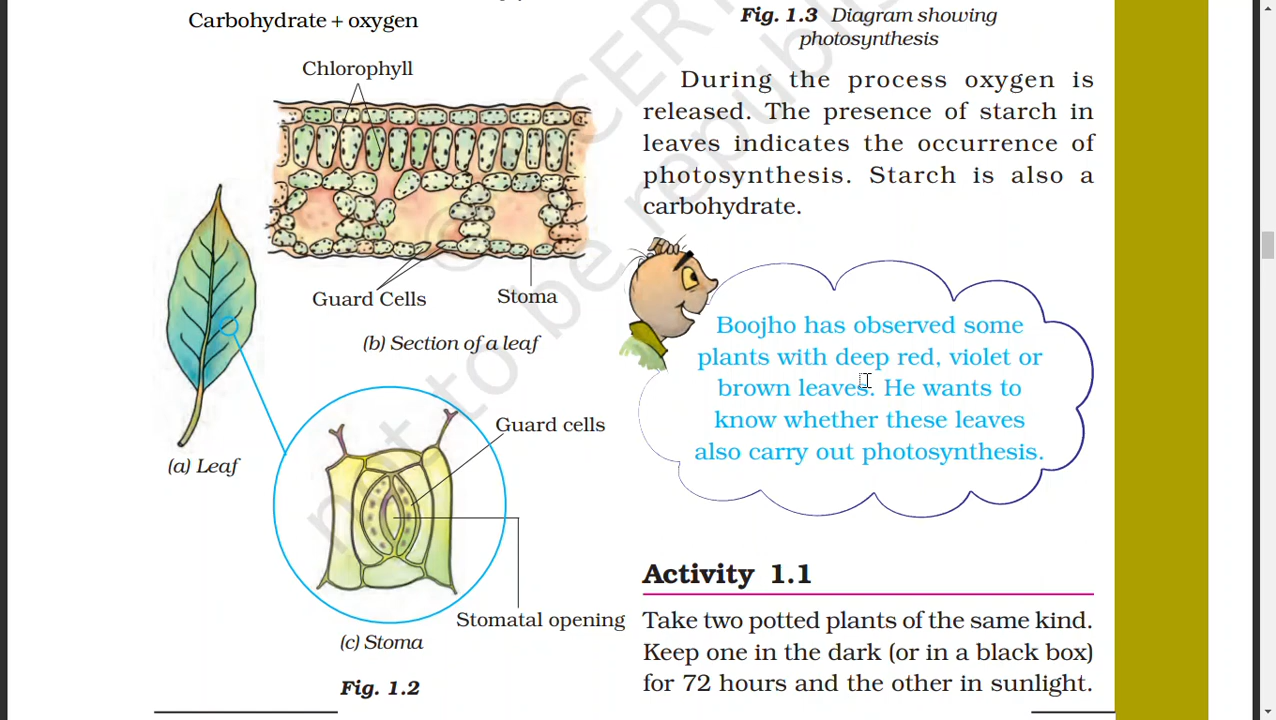 Carbohydrate + oxygen
Chlorophyll
Guard Cells
Stoma
(b) Section of a leaf
(a) Leaf
Guard cells
Stomatal opening
(c) Stoma
Fig. 1.2
Fig. 1.3 Diagram showing
photosynthesis
During the process oxygen is
released. The presence of starch in
leaves indicates the occurrence of
photosynthesis. Starch is also a
carbohydrate.
Boojho has observed some
plants with deep red, violet or
brown leaves. He wants to
know whether these leaves
also carry out photosynthesis.
Activity 1.1
Take two potted plants of the same kind.
Keep one in the dark (or in a black box)
for 72 hours and the other in sunlight.
not to be republi